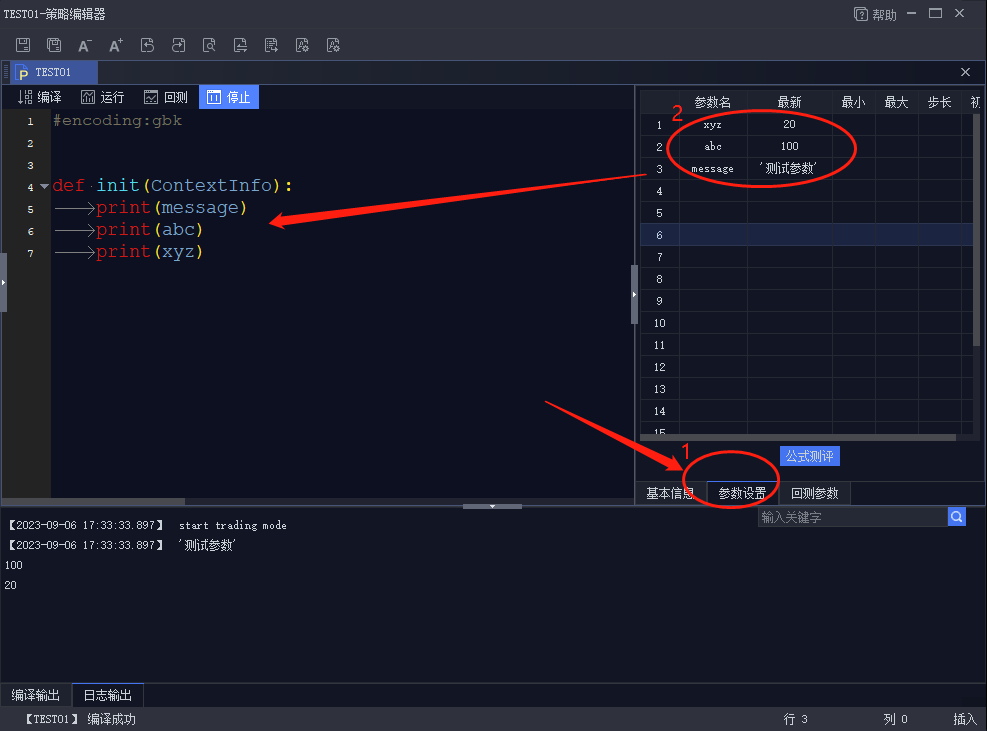 TEST01-策略编辑器
帮助
A- A+
P TEST01
编译 运行 回测 停止
1 #encoding:gbk
2
3
4 def init(ContextInfo):
5 print(message)
6 print(abc)
7 print(xyz)
2
参数名 最新 最小 最大 步长 初
1 xyz 20
2 abc 100
3 message '测试参数'
4
5
6
7
8
9
10
11
12
13
14
15
公式测评
1
基本信息 参数设置 回测参数
输入关键字
【2023-09-06 17:33:33.897】 start trading mode
【2023-09-06 17:33:33.897】 '测试参数'
100
20
编译输出 日志输出
【TEST01】 编译成功 行 3 列 0 插入